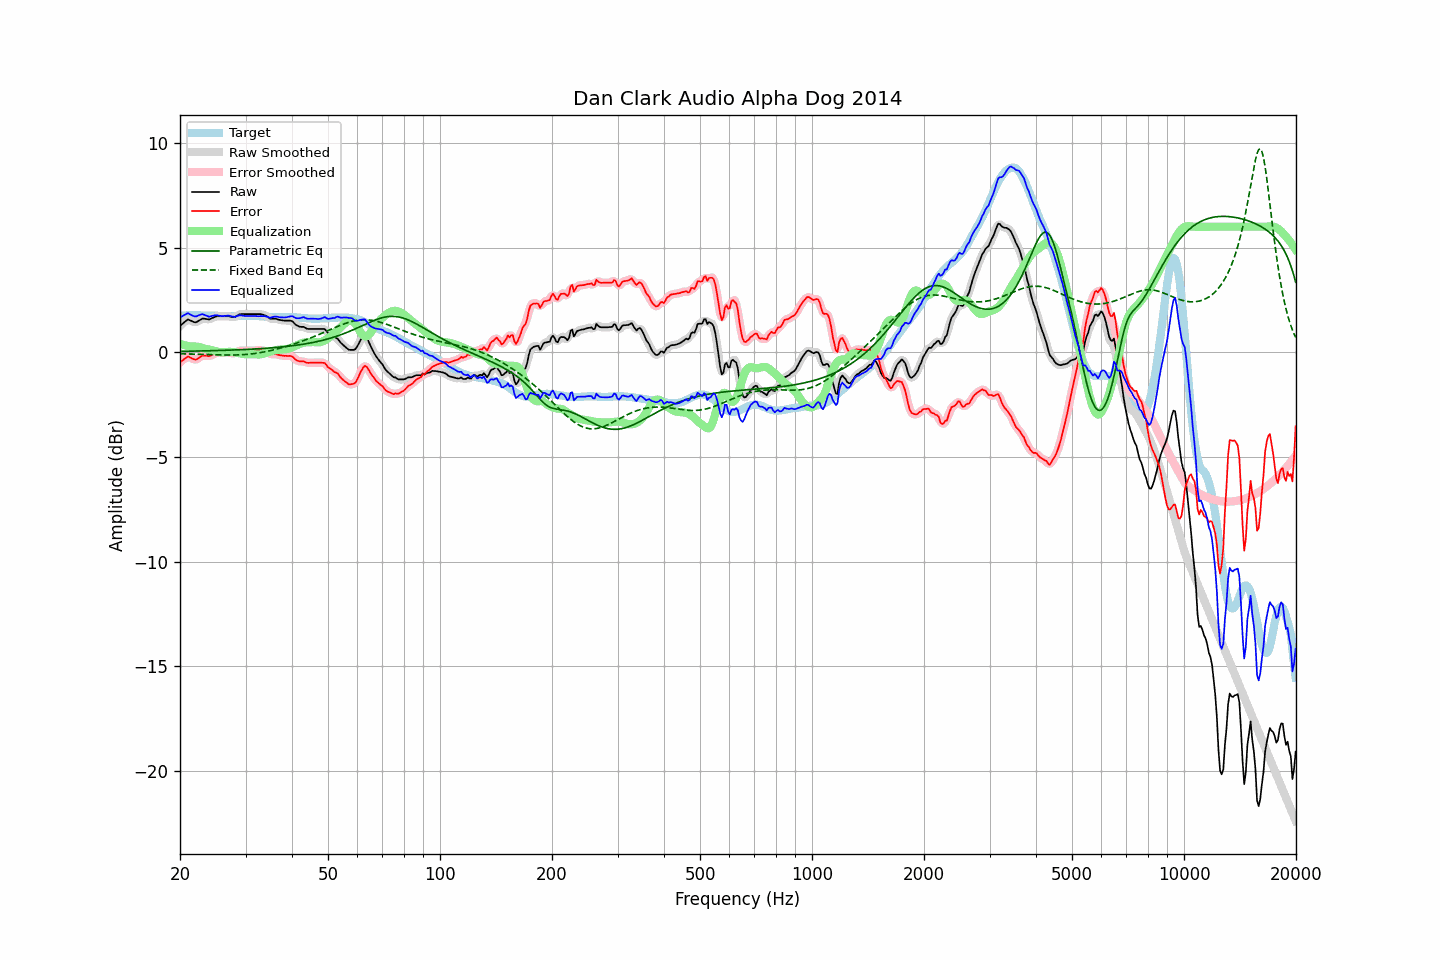 Dan Clark Audio Alpha Dog 2014
Target
Raw Smoothed
Error Smoothed
Raw
Error
Equalization
Parametric Eq
Fixed Band Eq
Equalized
Amplitude (dBr)
10
5
0
−5
−10
−15
−20
20 50 100 200 500 1000 2000 5000 10000 20000
Frequency (Hz)